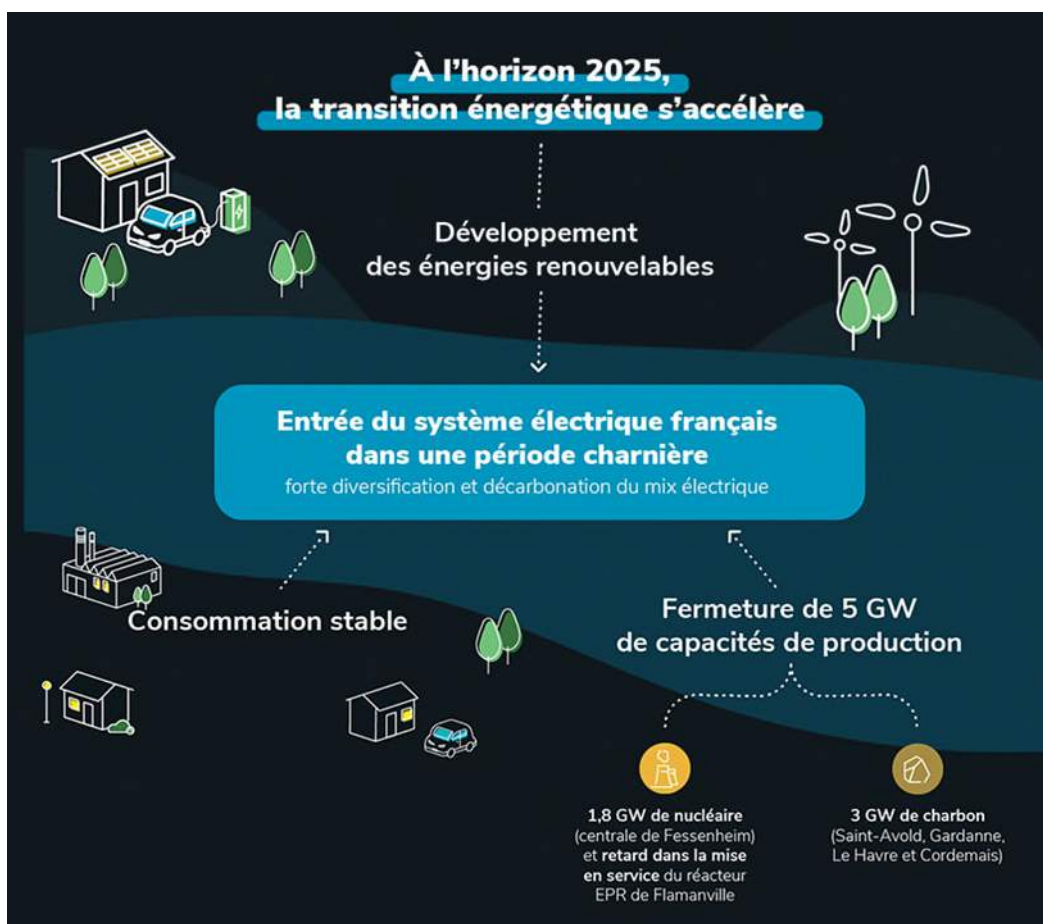 À l’horizon 2025,
la transition énergétique s’accélère
Développement
des énergies renouvelables
Entrée du système électrique français
dans une période charnière
forte diversification et décarbonation du mix électrique
Consommation stable
Fermeture de 5 GW
de capacités de production
1,8 GW de nucléaire
(centrale de Fessenheim)
et retard dans la mise
en service du réacteur
EPR de Flamanville
3 GW de charbon
(Saint-Avold, Gardanne,
Le Havre et Cordemais)